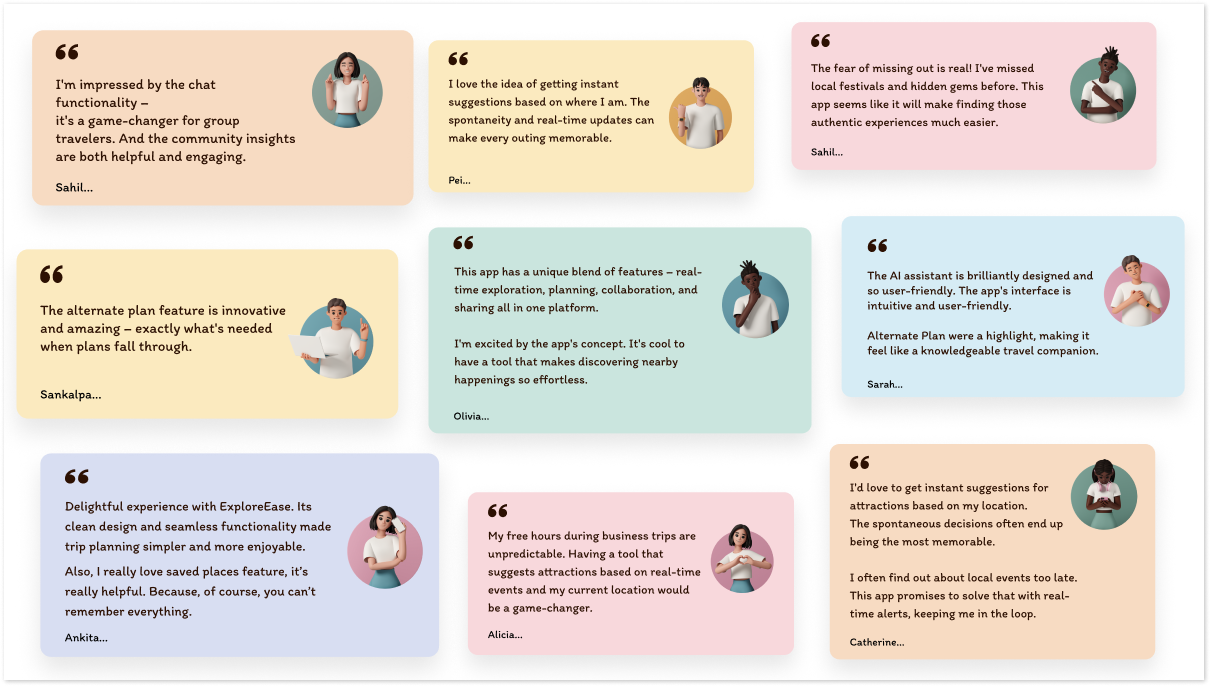 ❝
I'm impressed by the chat
functionality –
it's a game-changer for group
travelers. And the community insights
are both helpful and engaging.
Sahil...
❝
I love the idea of getting instant
suggestions based on where I am. The
spontaneity and real-time updates can
make every outing memorable.
Pei...
❝
The fear of missing out is real! I've missed
local festivals and hidden gems before. This
app seems like it will make finding those
authentic experiences much easier.
Sahil...
❝
The alternate plan feature is innovative
and amazing – exactly what's needed
when plans fall through.
Sankalpa...
❝
This app has a unique blend of features – real-
time exploration, planning, collaboration, and
sharing all in one platform.
I'm excited by the app's concept. It's cool to
have a tool that makes discovering nearby
happenings so effortless.
Olivia...
❝
The AI assistant is brilliantly designed and
so user-friendly. The app's interface is
intuitive and user-friendly.
Alternate Plan were a highlight, making it
feel like a knowledgeable travel companion.
Sarah...
❝
Delightful experience with ExploreEase. Its
clean design and seamless functionality made
trip planning simpler and more enjoyable.
Also, I really love saved places feature, it's
really helpful. Because, of course, you can't
remember everything.
Ankita...
❝
My free hours during business trips are
unpredictable. Having a tool that
suggests attractions based on real-time
events and my current location would
be a game-changer.
Alicia...
❝
I'd love to get instant suggestions for
attractions based on my location.
The spontaneous decisions often end up
being the most memorable.
I often find out about local events too late.
This app promises to solve that with real-
time alerts, keeping me in the loop.
Catherine...